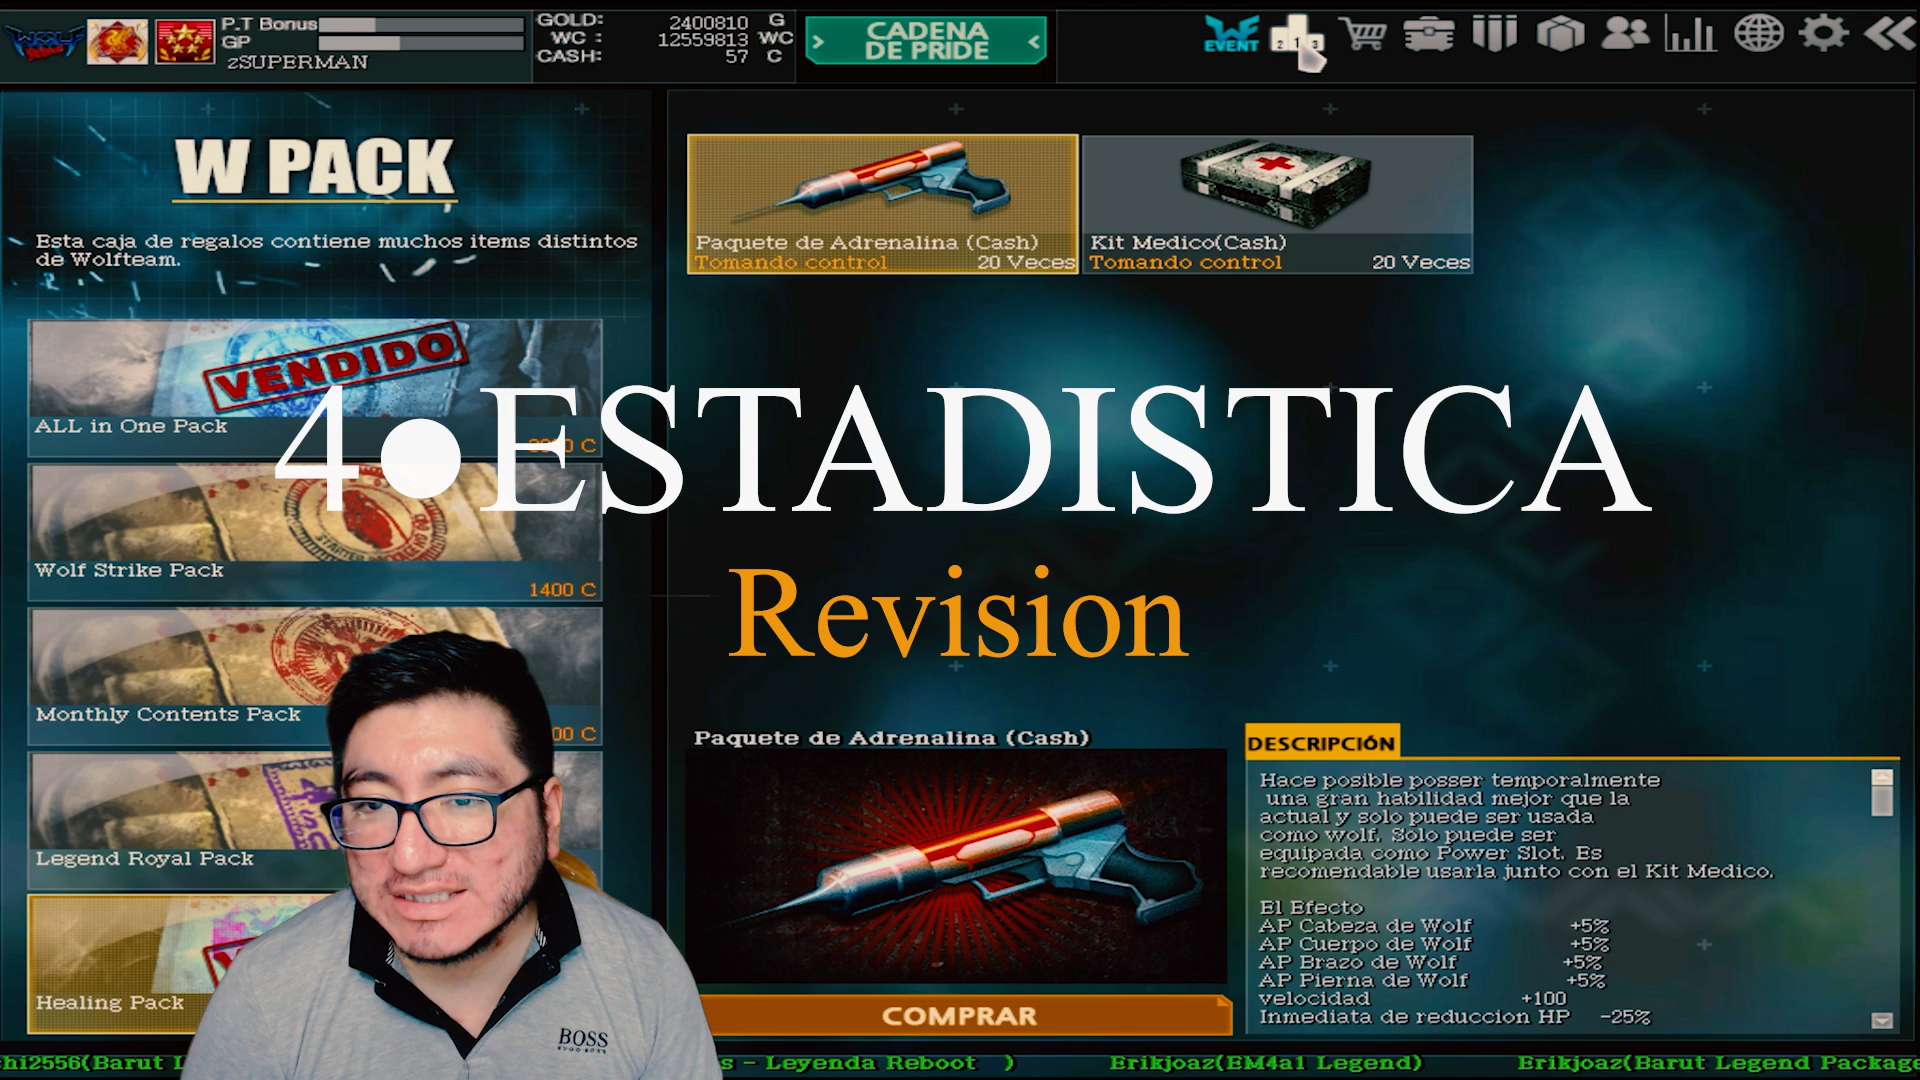 P.T Bonus
GP
zSUPERMAN
GOLD: 2400810 G
WC : 12559813 WC
CASH: 57 C
CADENA
DE PRIDE
EVENT
W PACK
Esta caja de regalos contiene muchos items distintos
de Wolfteam.
VENDIDO
ALL in One Pack
Wolf Strike Pack
1400 C
Monthly Contents Pack
Legend Royal Pack
Healing Pack
Paquete de Adrenalina (Cash)
Tomando control 20 Veces
Kit Medico(Cash)
Tomando control 20 Veces
4●ESTADISTICA
Revision
Paquete de Adrenalina (Cash)
COMPRAR
DESCRIPCIÓN
Hace posible posser temporalmente
una gran habilidad mejor que la
actual y solo puede ser usada
como wolf. Solo puede ser
equipada como Power Slot. Es
recomendable usarla junto con el Kit Medico.
El Efecto
AP Cabeza de Wolf +5%
AP Cuerpo de Wolf +5%
AP Brazo de Wolf +5%
AP Pierna de Wolf +5%
velocidad +100
Inmediata de reduccion HP -25%
BOSS
HUGO BOSS
hi2556(Barut L s - Leyenda Reboot ) Erikjoaz(EM4a1 Legend) Erikjoaz(Barut Legend Package